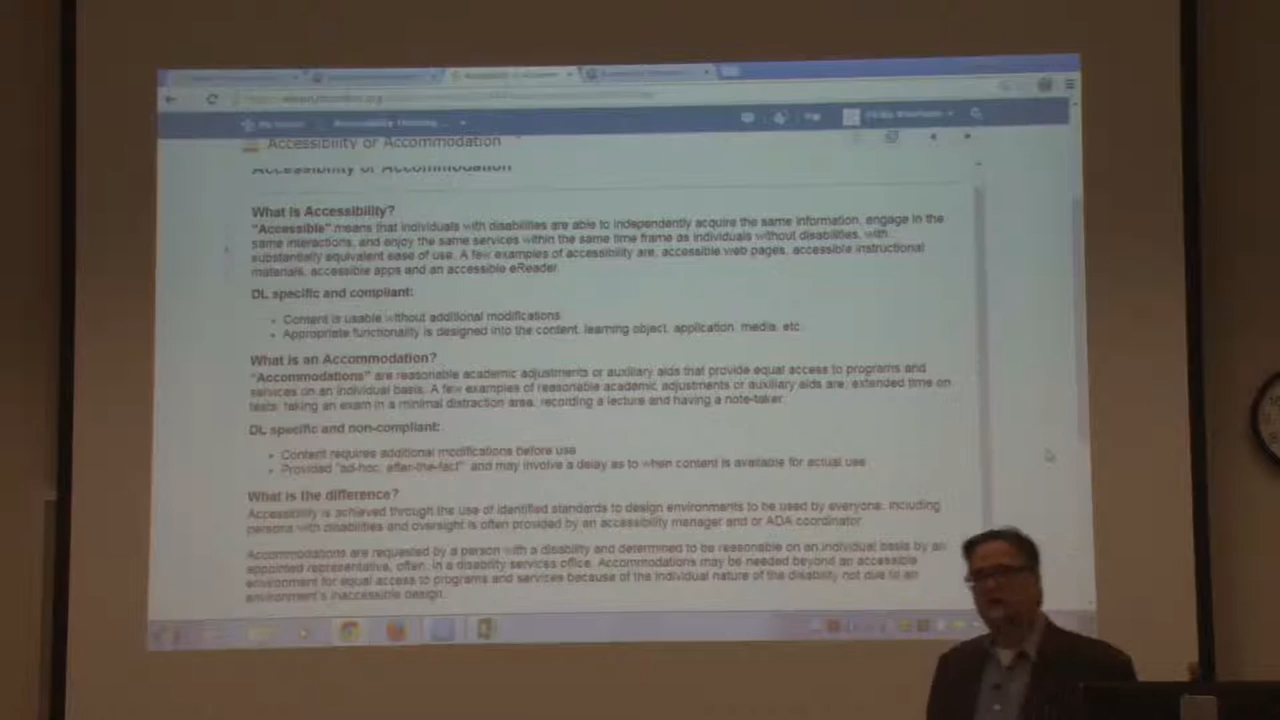 Accessibility or Accommodation
Accessibility or Accommodation
What is Accessibility?
"Accessible" means that individuals with disabilities are able to independently acquire the same information, engage in the
same interactions, and enjoy the same services within the same time frame as individuals without disabilities, with
substantially equivalent ease of use. A few examples of accessibility are, accessible web pages, accessible instructional
materials, accessible apps and an accessible eReader.
DL specific and compliant:
• Content is usable without additional modifications
• Appropriate functionality is designed into the content, learning object, application, media, etc.
What is an Accommodation?
"Accommodations" are reasonable academic adjustments or auxiliary aids that provide equal access to programs and
services on an individual basis. A few examples of reasonable academic adjustments or auxiliary aids are, extended time on
tests, taking an exam in a minimal distraction area, recording a lecture and having a note-taker.
DL specific and non-compliant:
• Content requires additional modifications before use
• Provided "ad-hoc, after-the-fact" and may involve a delay as to when content is available for actual use
What is the difference?
Accessibility is achieved through the use of identified standards to design environments to be used by everyone, including
persons with disabilities and oversight is often provided by an accessibility manager and or ADA coordinator.
Accommodations are requested by a person with a disability and determined to be reasonable on an individual basis by an
appointed representative, often, in a disability services office. Accommodations may be needed beyond an accessible
environment for equal access to programs and services because of the individual nature of the disability not due to an
environment's inaccessible design.